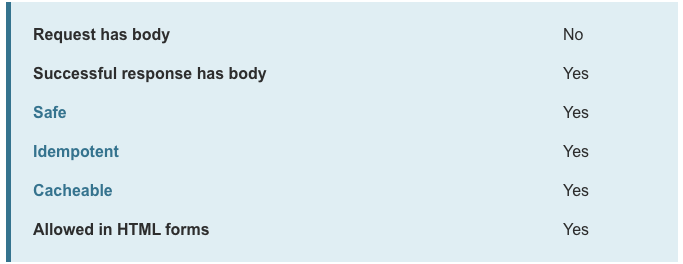 Request has body No
Successful response has body Yes
Safe Yes
Idempotent Yes
Cacheable Yes
Allowed in HTML forms Yes